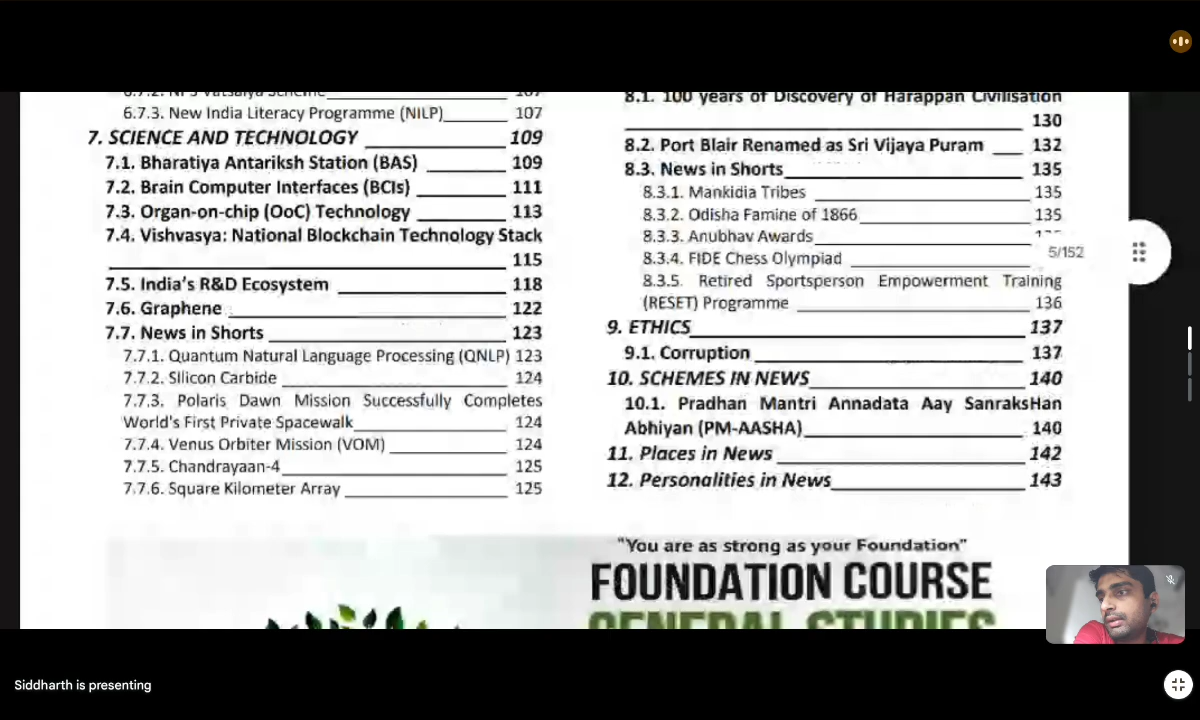 6.7.2. NPS Vatsalya Scheme 107
6.7.3. New India Literacy Programme (NILP) 107
7. SCIENCE AND TECHNOLOGY 109
7.1. Bharatiya Antariksh Station (BAS) 109
7.2. Brain Computer Interfaces (BCIs) 111
7.3. Organ-on-chip (OoC) Technology 113
7.4. Vishvasya: National Blockchain Technology Stack
115
7.5. India's R&D Ecosystem 118
7.6. Graphene 122
7.7. News in Shorts 123
7.7.1. Quantum Natural Language Processing (QNLP) 123
7.7.2. Silicon Carbide 124
7.7.3. Polaris Dawn Mission Successfully Completes
World's First Private Spacewalk 124
7.7.4. Venus Orbiter Mission (VOM) 124
7.7.5. Chandrayaan-4 125
7.7.6. Square Kilometer Array 125
8.1. 100 years of Discovery of Harappan Civilisation
130
8.2. Port Blair Renamed as Sri Vijaya Puram 132
8.3. News in Shorts 135
8.3.1. Mankidia Tribes 135
8.3.2. Odisha Famine of 1866 135
8.3.3. Anubhav Awards
8.3.4. FIDE Chess Olympiad
8.3.5. Retired Sportsperson Empowerment Training
(RESET) Programme 136
9. ETHICS 137
9.1. Corruption 137
10. SCHEMES IN NEWS 140
10.1. Pradhan Mantri Annadata Aay SanraksHan
Abhiyan (PM-AASHA) 140
11. Places in News 142
12. Personalities in News 143
5/152
"You are as strong as your Foundation"
FOUNDATION COURSE
GENERAL STUDIES
Siddharth is presenting